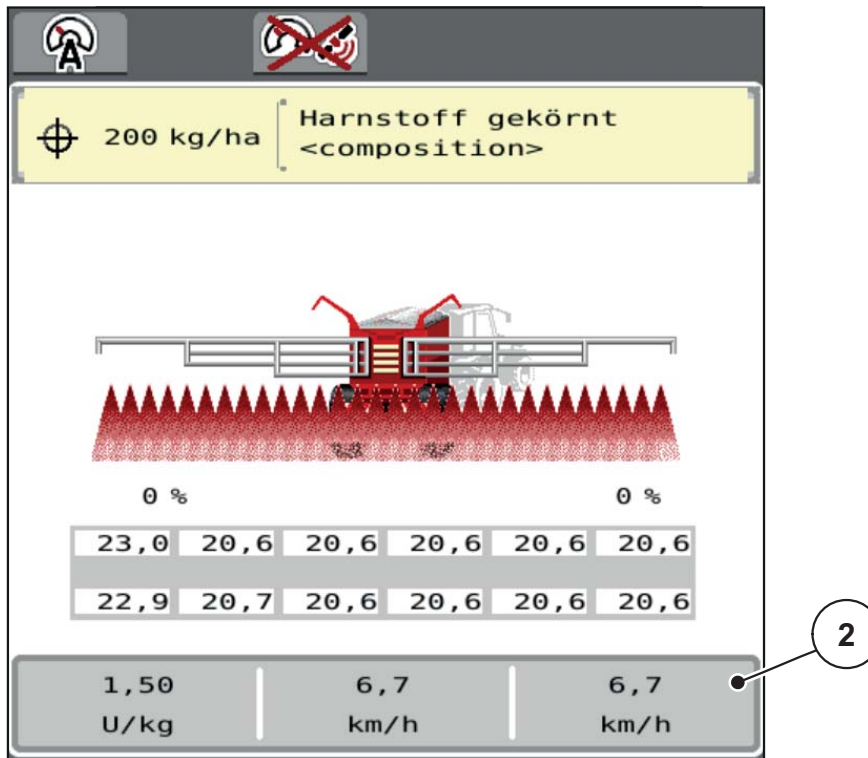 A
200 kg/ha
Harnstoff gekörnt
<composition>
0 %
0 %
23,0 20,6 20,6 20,6 20,6 20,6
22,9 20,7 20,6 20,6 20,6 20,6
2
1,50
U/kg
6,7
km/h
6,7
km/h